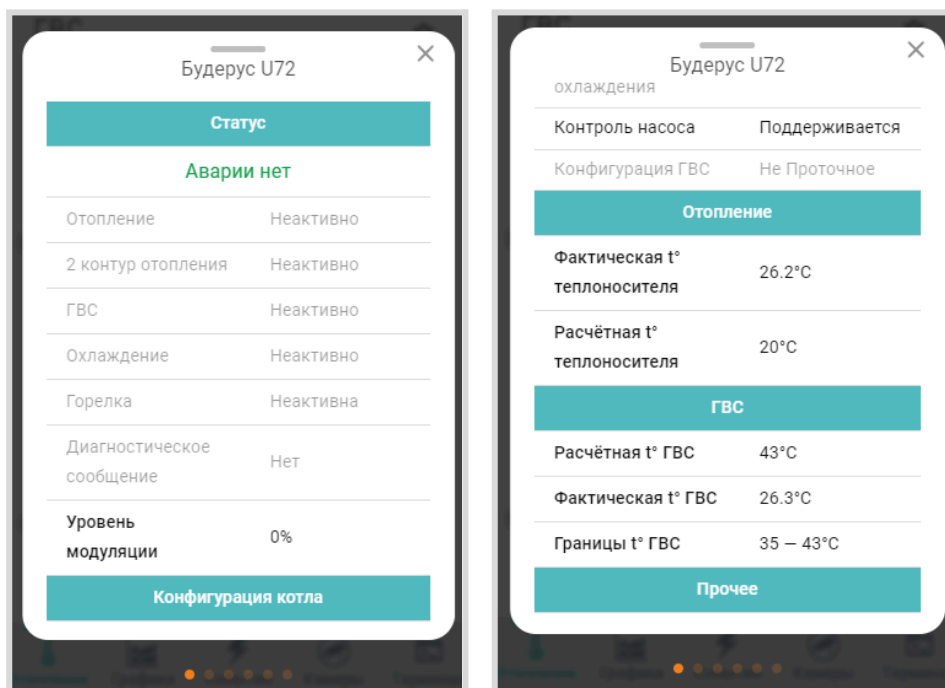 ГВС
Будерус U72
Статус
Аварии нет
Отопление Неактивно
2 контур отопления Неактивно
ГВС Неактивно
Охлаждение Неактивно
Горелка Неактивна
Диагностическое
сообщение Нет
Уровень
модуляции 0%
Конфигурация котла
ГВС
Будерус U72
охлаждения
Контроль насоса Поддерживается
Конфигурация ГВС Не Проточное
Отопление
Фактическая t°
теплоносителя 26.2°C
Расчётная t°
теплоносителя 20°C
ГВС
Расчётная t° ГВС 43°C
Фактическая t° ГВС 26.3°C
Границы t° ГВС 35 — 43°C
Прочее